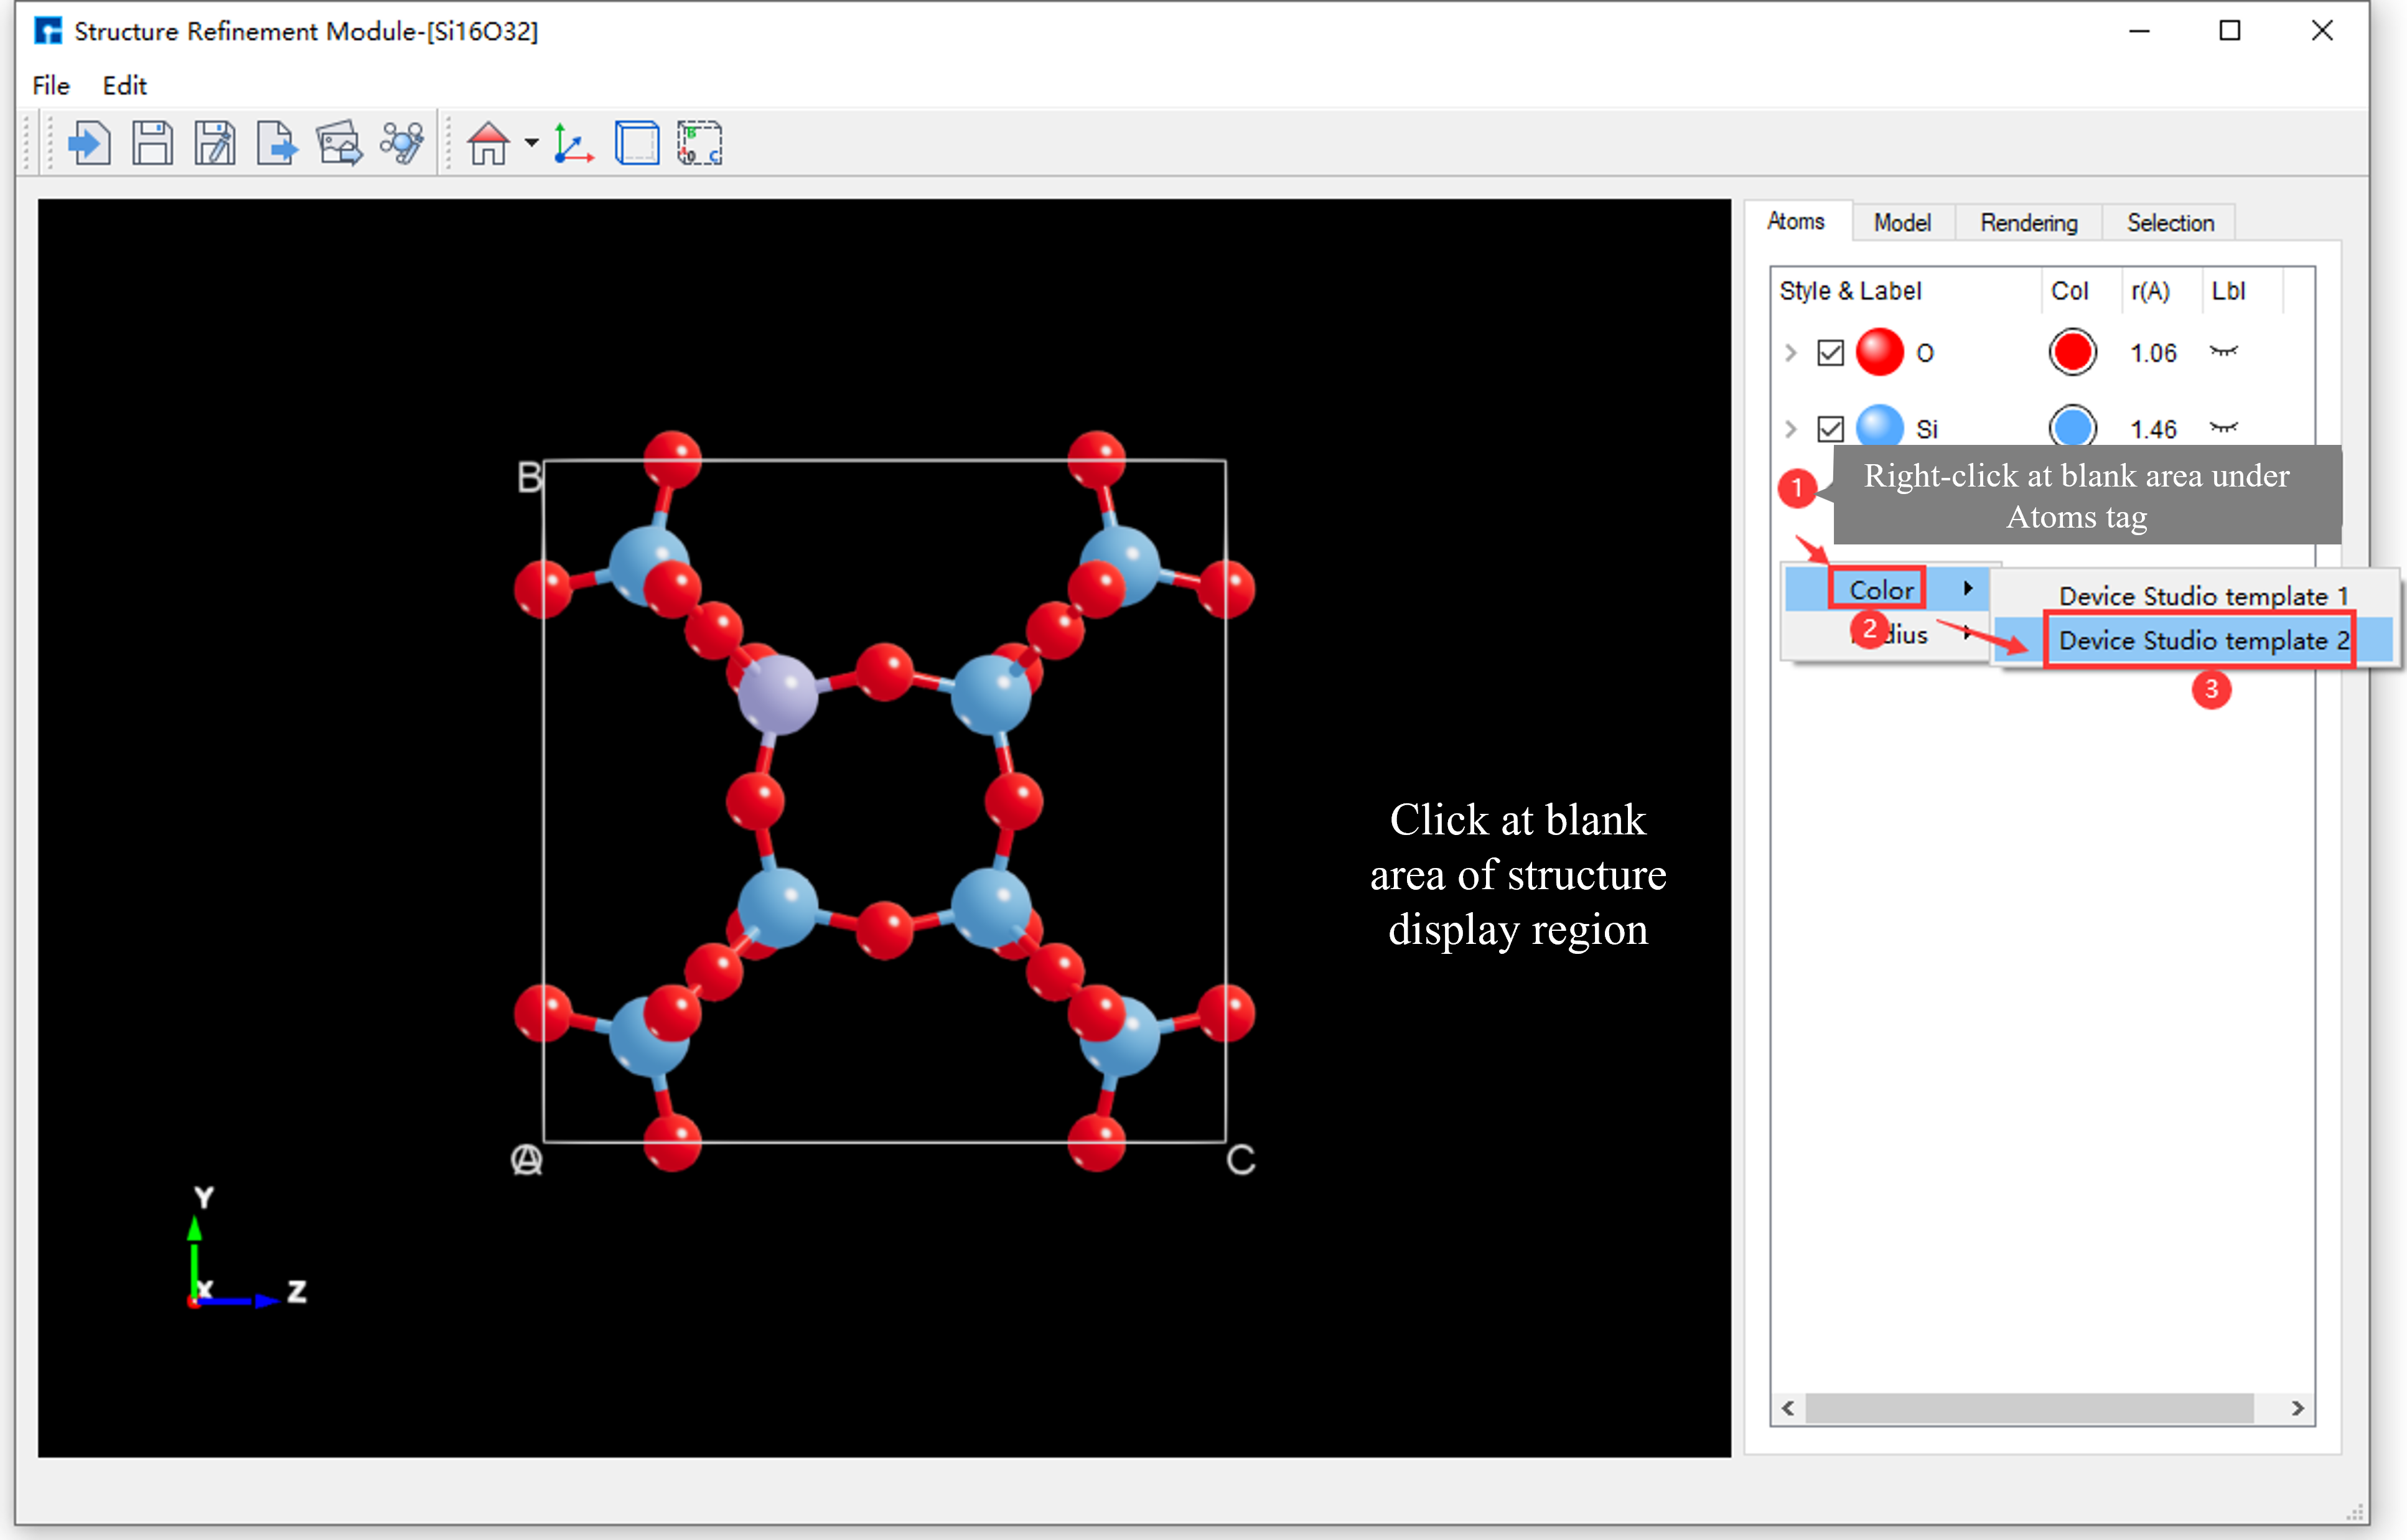 Structure Refinement Module-[Si16O32]
File Edit
Atoms Model Rendering Selection
Style & Label Col r(A) Lbl
O 1.06
Si 1.46
1
Right-click at blank area under
Atoms tag
Color
2
dius
Device Studio template 1
Device Studio template 2
3
B
Click at blank
area of structure
display region
A
C
Y
X
Z